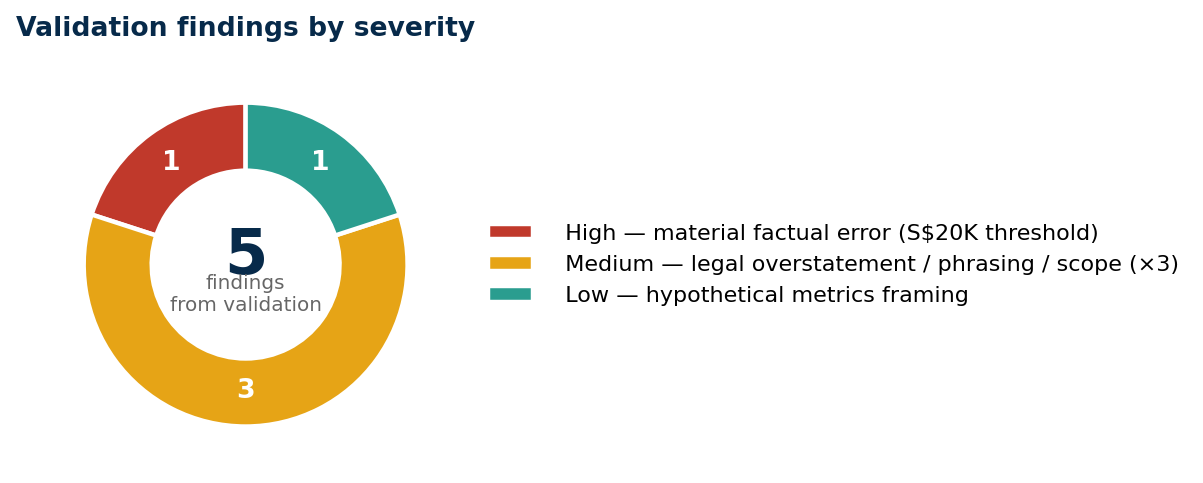 Validation findings by severity
1
1
5
findings
from validation
3
High — material factual error (S$20K threshold)
Medium — legal overstatement / phrasing / scope (×3)
Low — hypothetical metrics framing